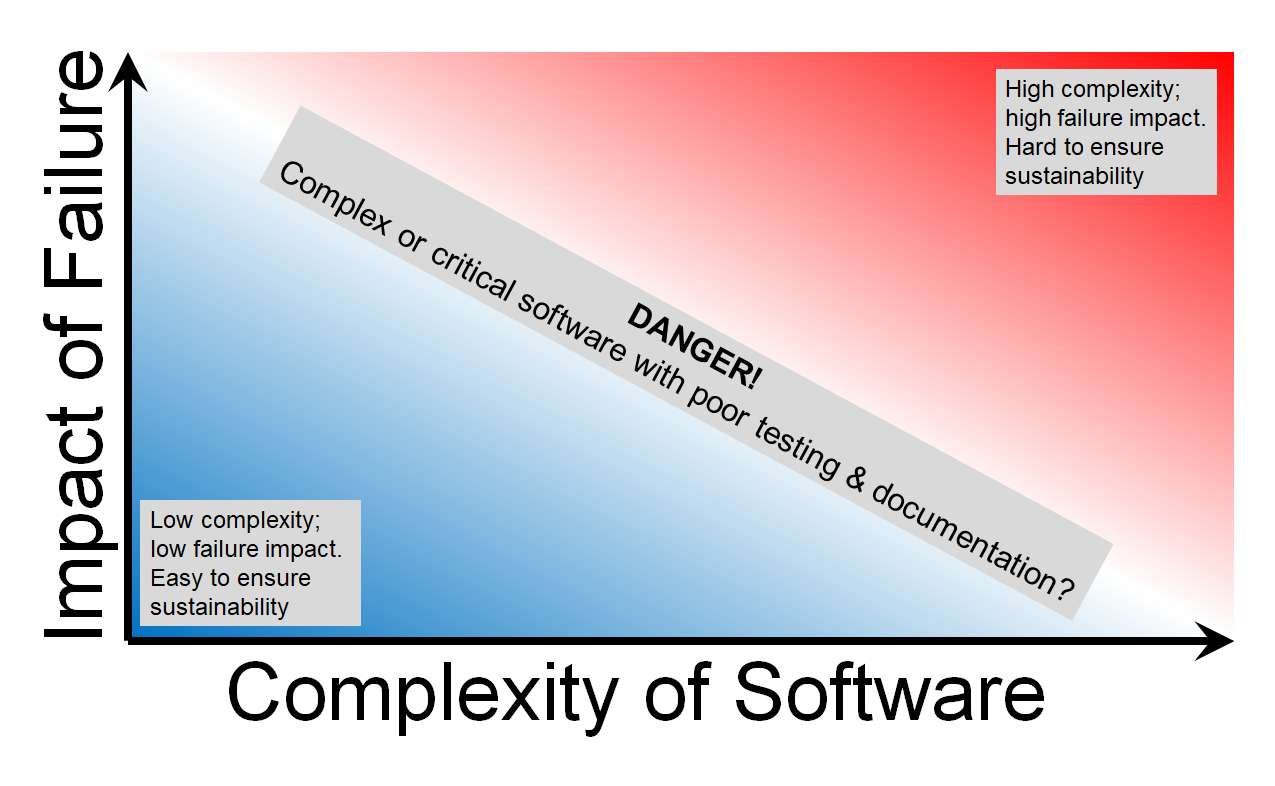 Impact of Failure
High complexity;
high failure impact.
Hard to ensure
sustainability
DANGER!
Complex or critical software with poor testing & documentation?
Low complexity;
low failure impact.
Easy to ensure
sustainability
Complexity of Software